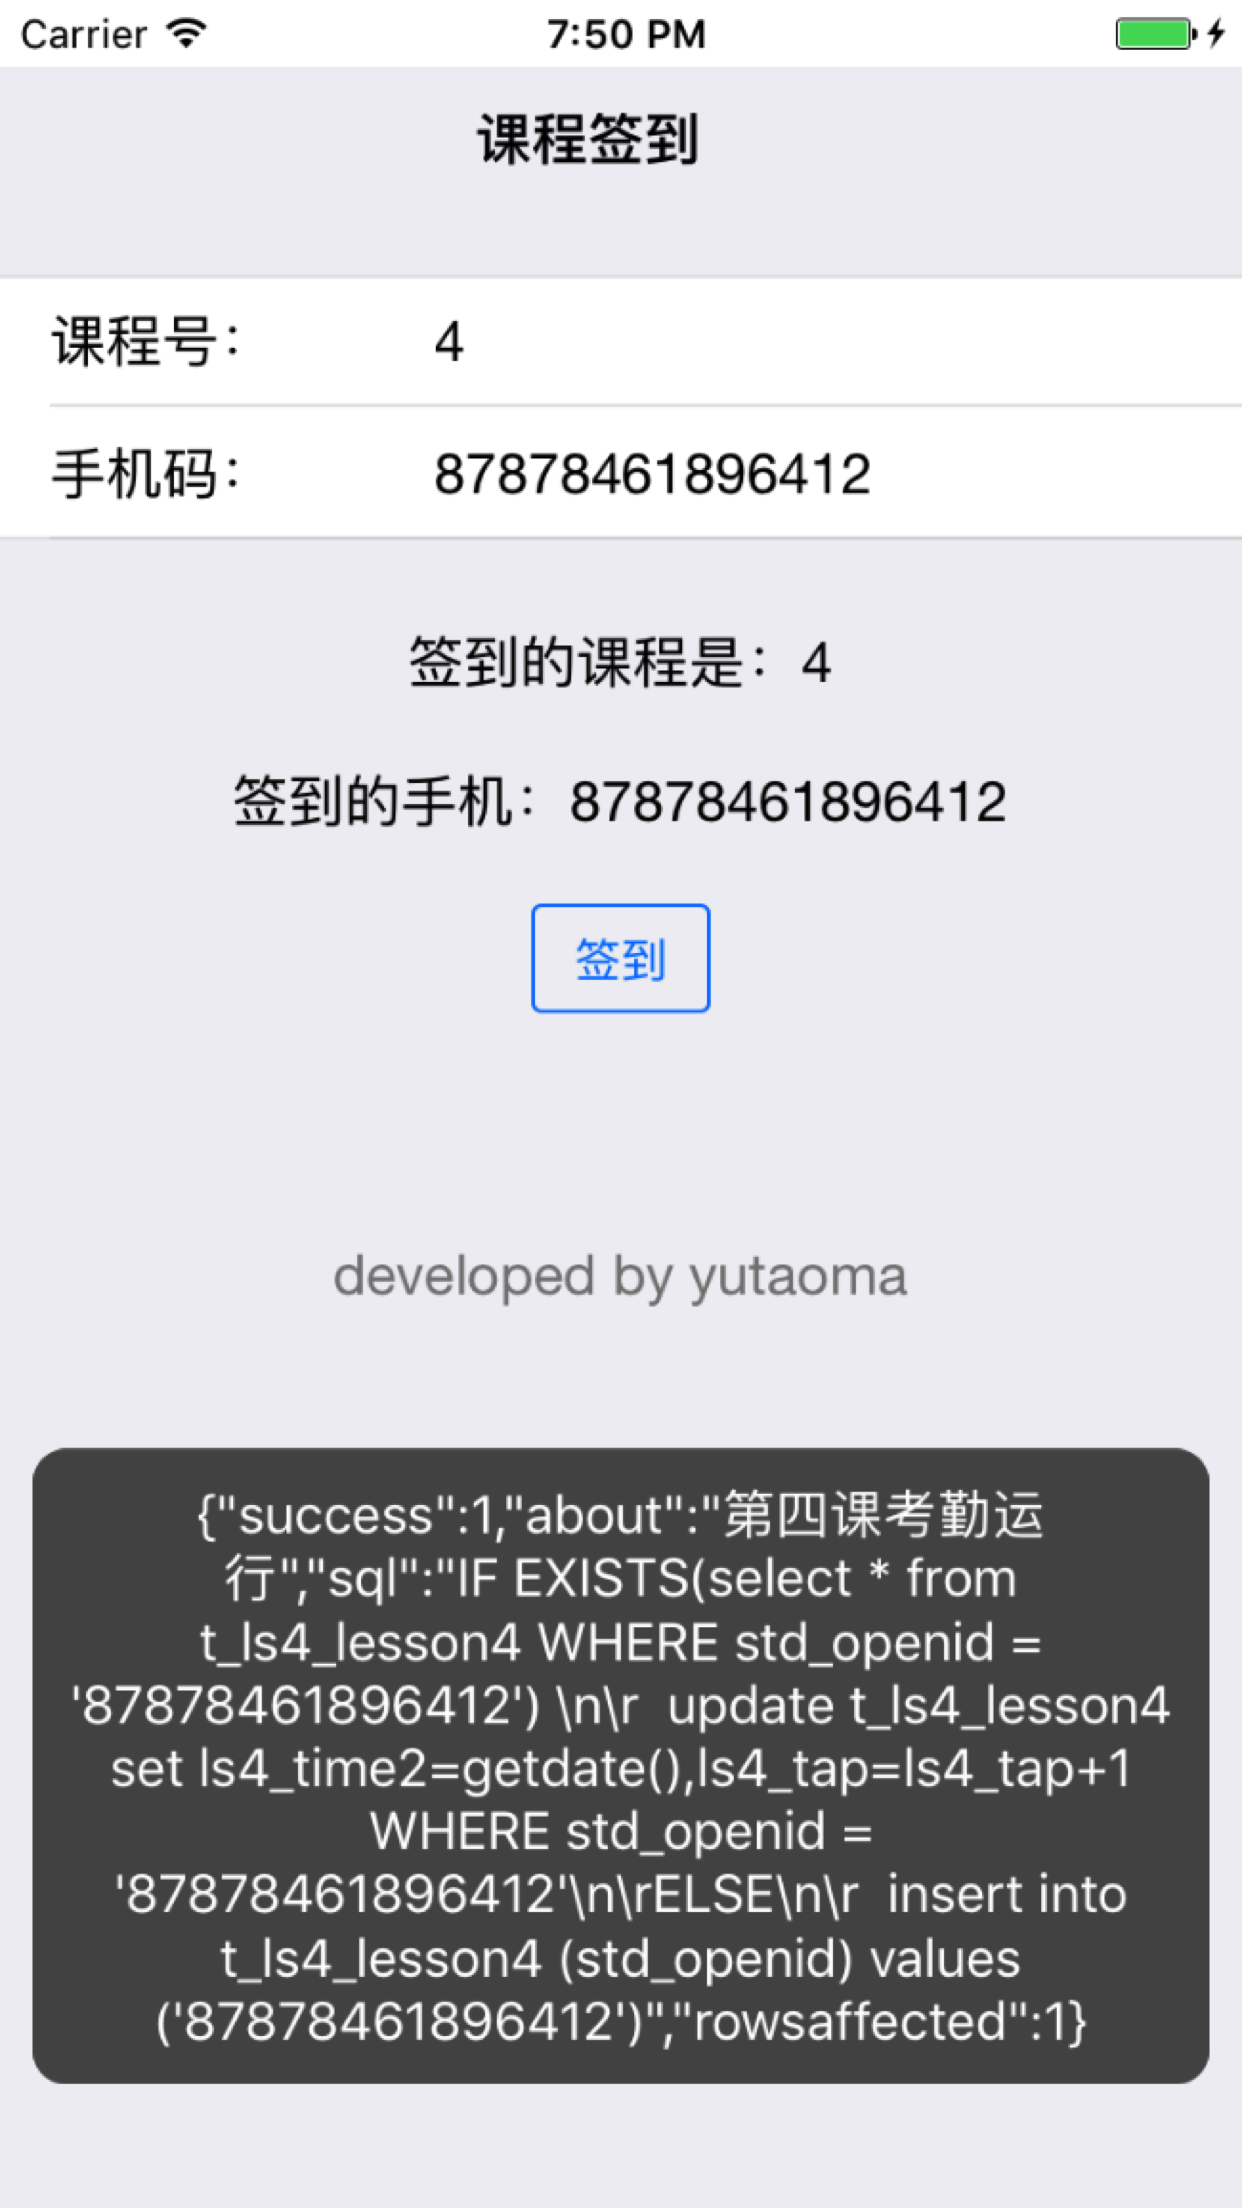 Carrier 7:50 PM
课程签到
课程号： 4
手机码： 87878461896412
签到的课程是：4
签到的手机：87878461896412
签到
developed by yutaoma
{"success":1,"about":"第四课考勤运
行","sql":"IF EXISTS(select * from
t_ls4_lesson4 WHERE std_openid =
'87878461896412') \n\r  update t_ls4_lesson4
set ls4_time2=getdate(),ls4_tap=ls4_tap+1
WHERE std_openid =
'87878461896412'\n\rELSE\n\r  insert into
t_ls4_lesson4 (std_openid) values
('87878461896412')","rowsaffected":1}